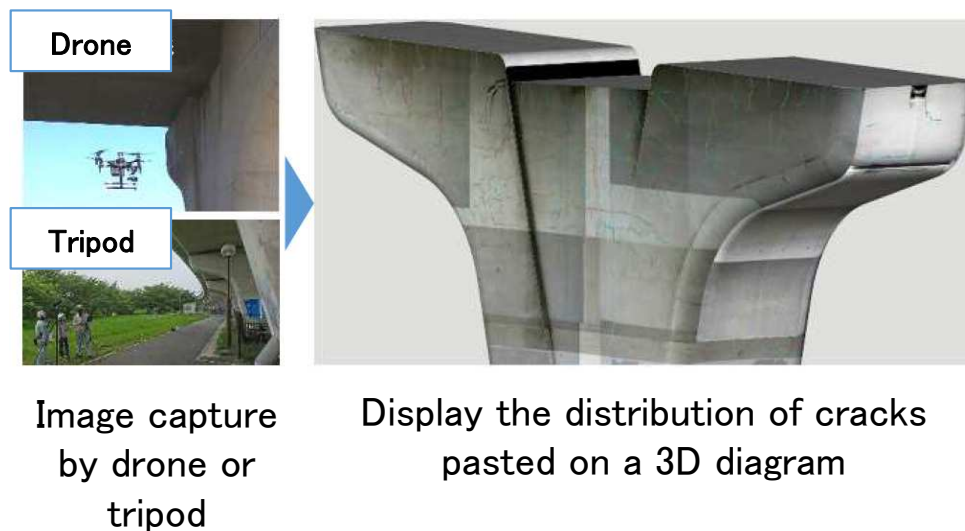 Drone
Tripod
Image capture
by drone or
tripod
Display the distribution of cracks
pasted on a 3D diagram